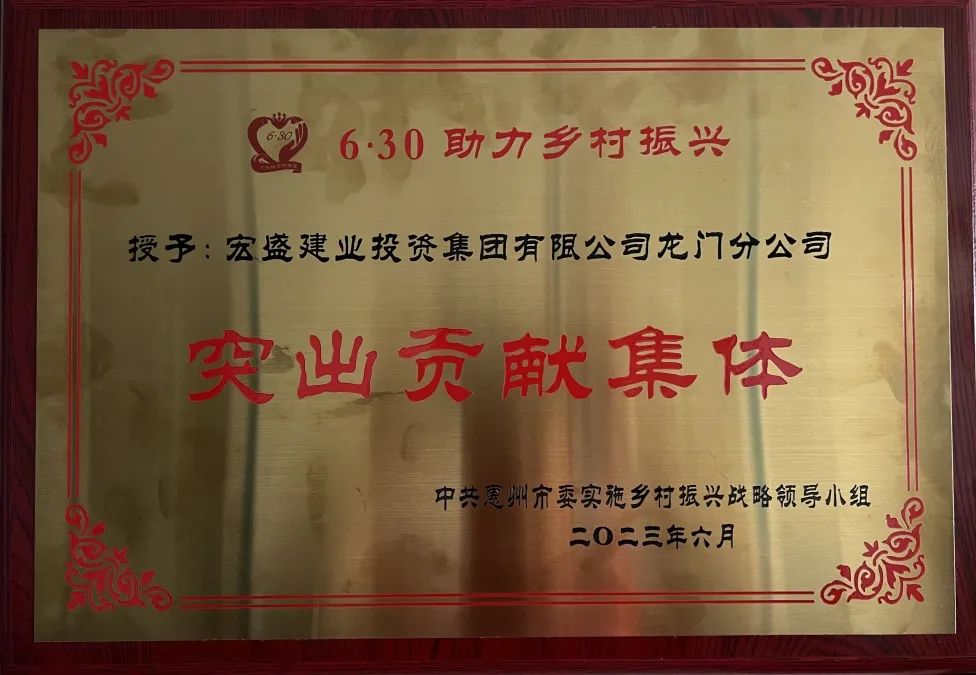 6·30
6·30 助力乡村振兴
授予：宏盛建业投资集团有限公司龙门分公司
突出贡献集体
中共惠州市委实施乡村振兴战略领导小组
二〇二三年六月